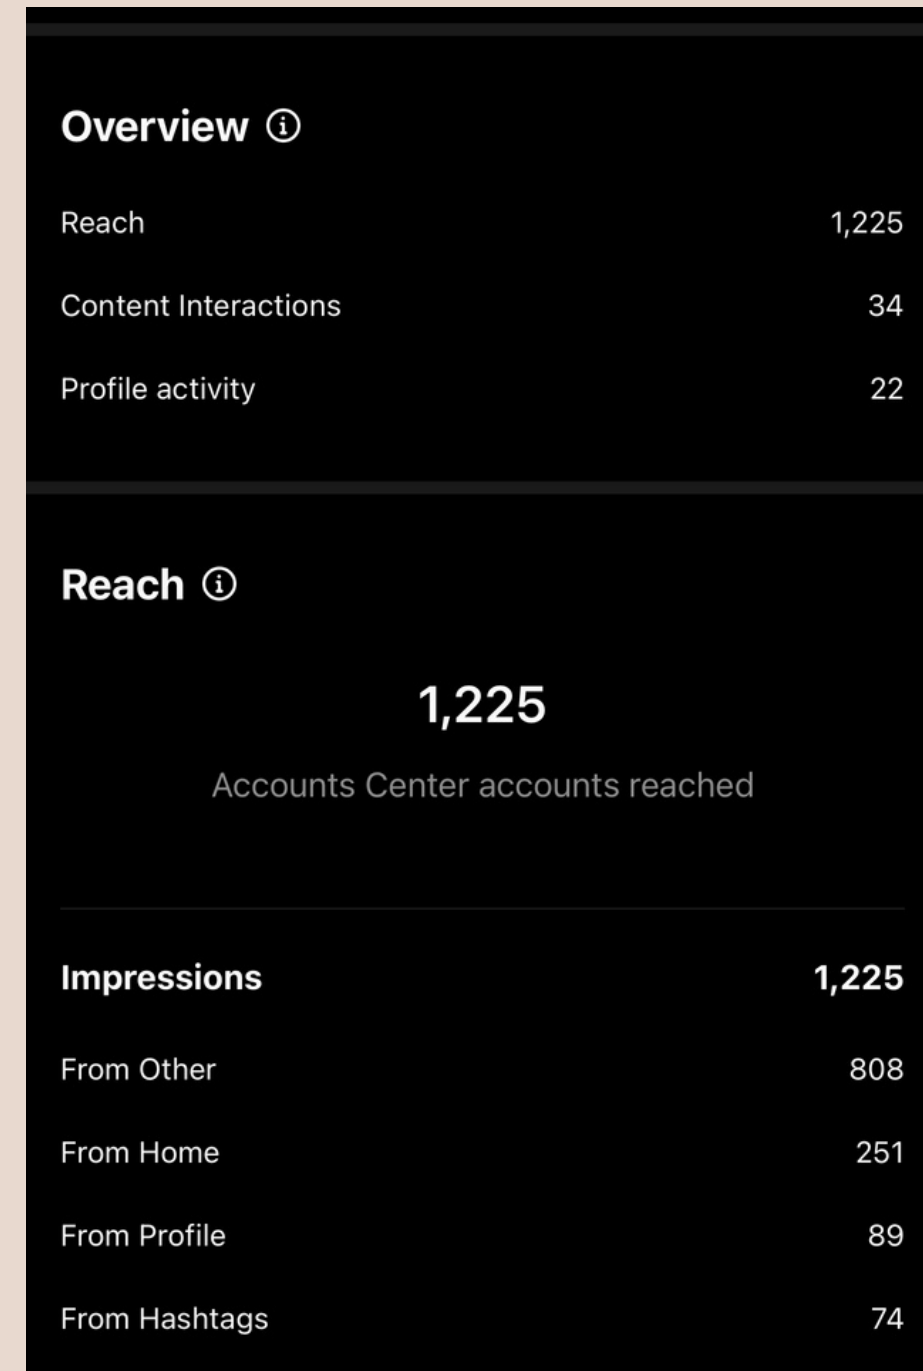 Overview
Reach 1,225
Content Interactions 34
Profile activity 22
Reach
1,225
Accounts Center accounts reached
Impressions 1,225
From Other 808
From Home 251
From Profile 89
From Hashtags 74